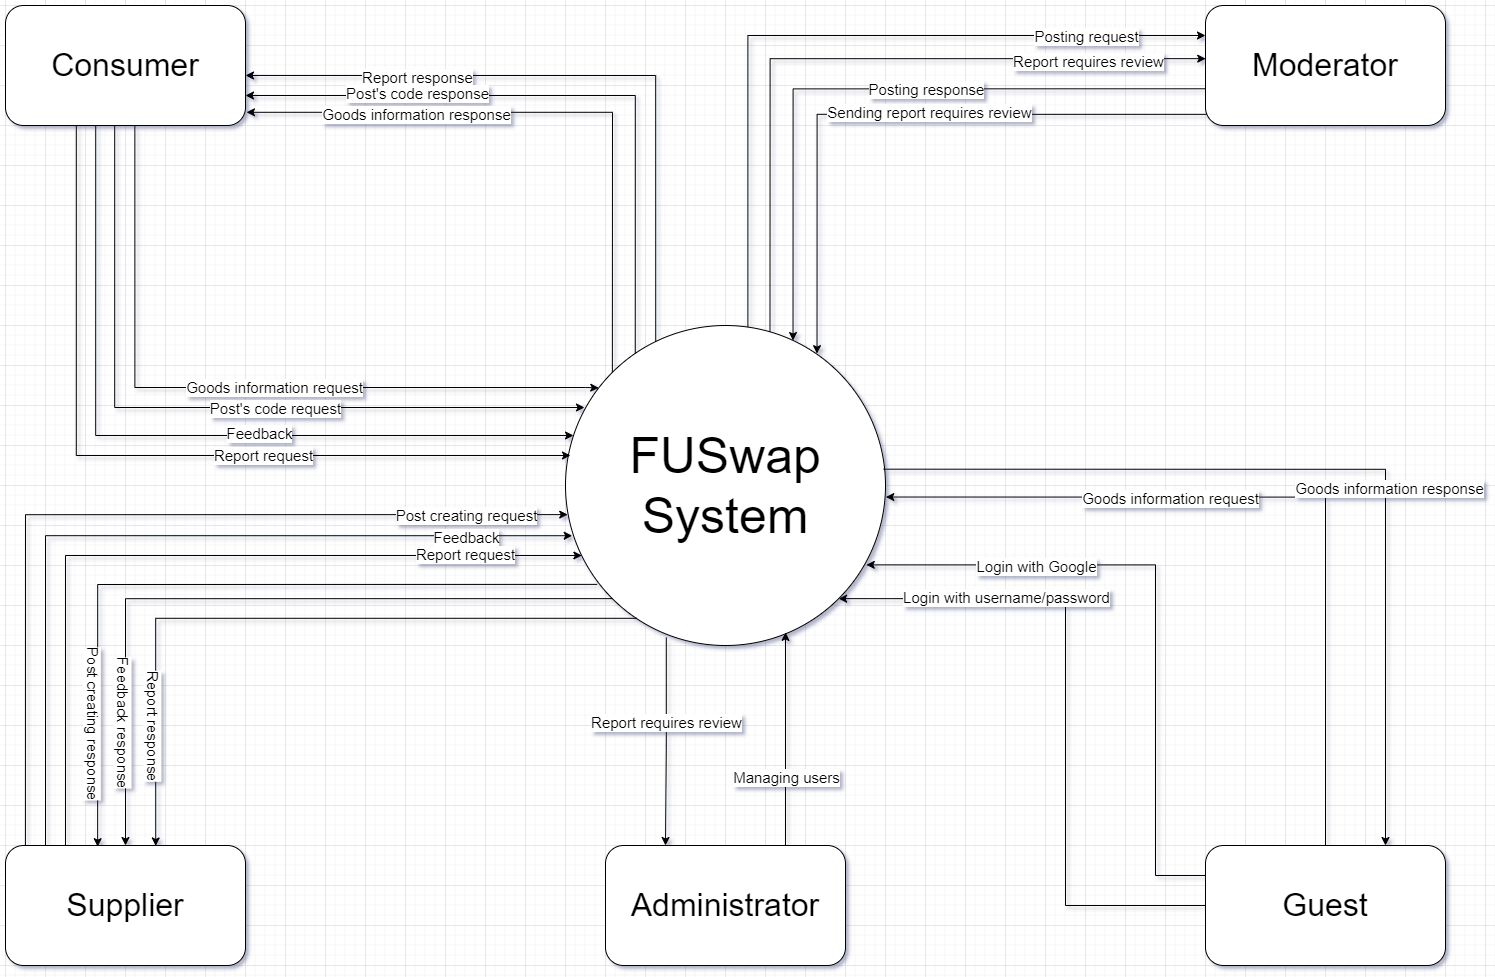 Consumer
Moderator
Posting request
Report requires review
Report response
Post's code response
Goods information response
Posting response
Sending report requires review
Goods information request
Post's code request
Feedback
Report request
FUSwap
System
Goods information response
Goods information request
Post creating request
Feedback
Report request
Login with Google
Login with username/password
Post creating response
Feedback response
Report response
Report requires review
Managing users
Supplier
Administrator
Guest